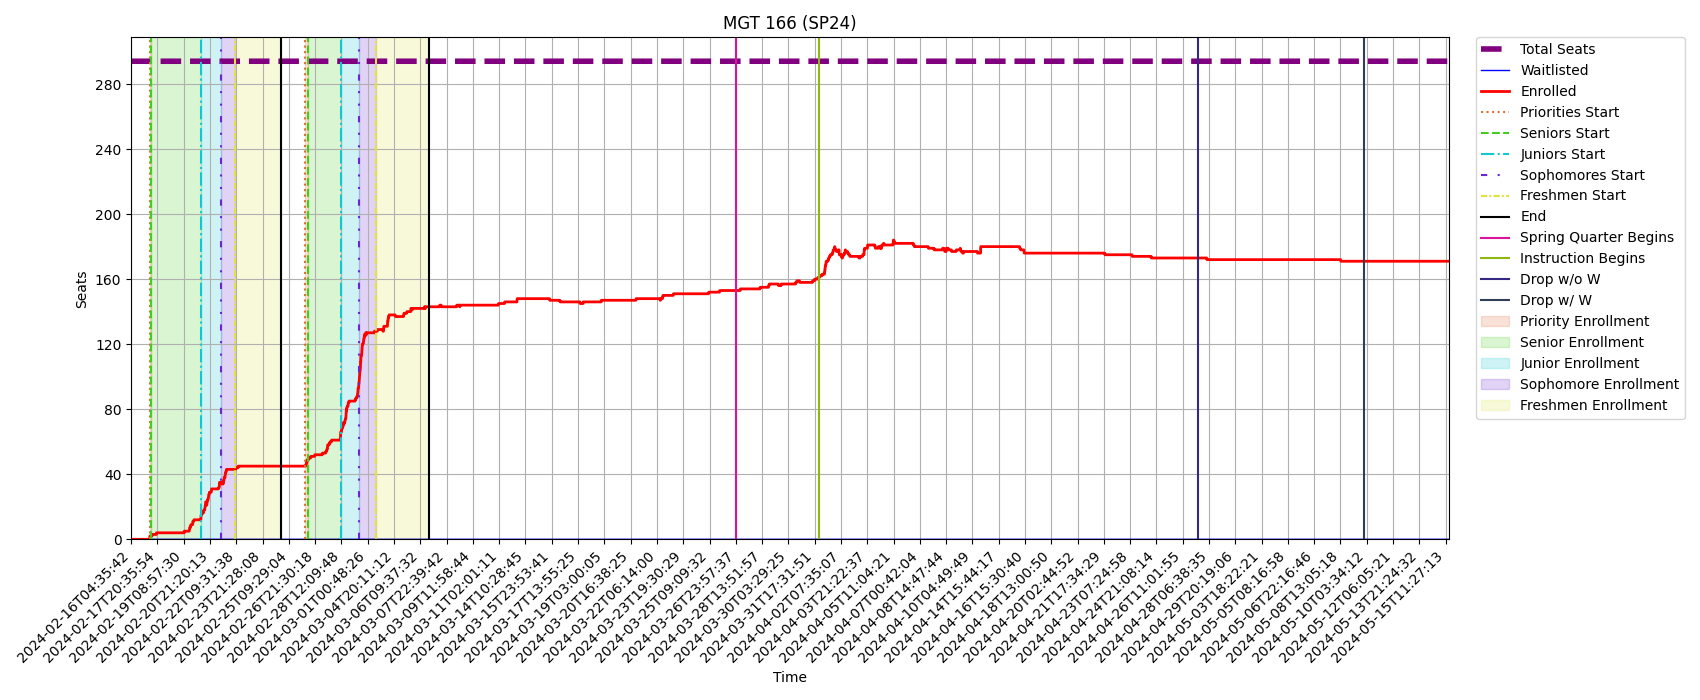 MGT 166 (SP24)
Total Seats
Waitlisted
Enrolled
Priorities Start
Seniors Start
Juniors Start
Sophomores Start
Freshmen Start
End
Spring Quarter Begins
Instruction Begins
Drop w/o W
Drop w/ W
Priority Enrollment
Senior Enrollment
Junior Enrollment
Sophomore Enrollment
Freshmen Enrollment
Seats
280
240
200
160
120
80
40
0
2024-02-16T04:35:42
2024-02-17T20:35:54
2024-02-19T08:57:30
2024-02-20T21:20:13
2024-02-22T09:31:38
2024-02-23T21:28:08
2024-02-25T09:29:04
2024-02-26T21:30:18
2024-02-28T12:09:48
2024-03-01T00:48:26
2024-03-04T20:11:12
2024-03-06T09:37:32
2024-03-07T22:39:42
2024-03-09T11:58:44
2024-03-11T02:01:11
2024-03-14T10:28:45
2024-03-15T23:53:41
2024-03-17T13:55:25
2024-03-19T03:00:05
2024-03-20T16:38:25
2024-03-22T06:14:00
2024-03-23T19:30:29
2024-03-25T09:09:32
2024-03-26T23:57:37
2024-03-28T13:51:57
2024-03-30T03:29:25
2024-03-31T17:31:51
2024-04-02T07:35:07
2024-04-03T21:22:37
2024-04-05T11:04:21
2024-04-07T00:42:04
2024-04-08T14:47:44
2024-04-10T04:49:49
2024-04-14T15:44:17
2024-04-16T15:30:40
2024-04-18T13:00:50
2024-04-20T02:44:52
2024-04-21T17:34:29
2024-04-23T07:24:58
2024-04-24T21:08:14
2024-04-26T11:01:55
2024-04-28T06:38:35
2024-04-29T20:19:06
2024-05-03T18:22:21
2024-05-05T08:16:58
2024-05-06T22:16:46
2024-05-08T13:05:18
2024-05-10T03:34:12
2024-05-12T06:05:21
2024-05-13T21:24:32
2024-05-15T11:27:13
Time